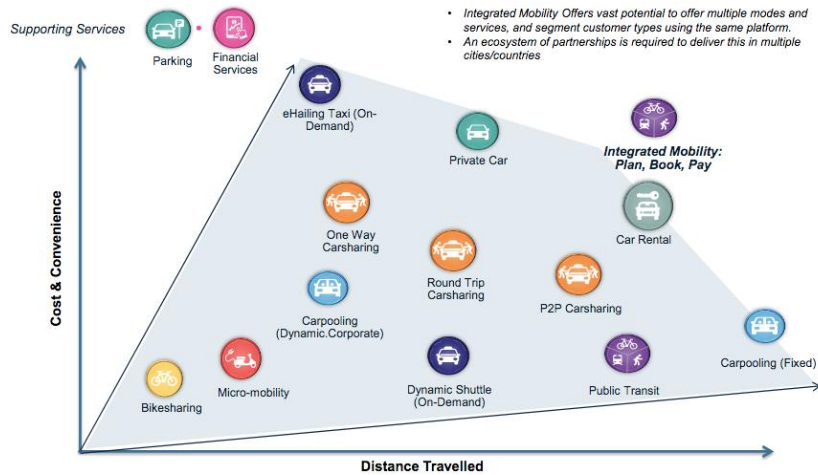 Supporting Services
Parking
Financial
Services
• Integrated Mobility Offers vast potential to offer multiple modes and
services, and segment customer types using the same platform.
• An ecosystem of partnerships is required to deliver this in multiple
cities/countries
eHailing Taxi (On-
Demand)
Private Car
Integrated Mobility:
Plan, Book, Pay
One Way
Carsharing
Car Rental
Round Trip
Carsharing
P2P Carsharing
Carpooling
(Dynamic.Corporate)
Carpooling (Fixed)
Bikesharing
Micro-mobility
Dynamic Shuttle
(On-Demand)
Public Transit
Cost & Convenience
Distance Travelled